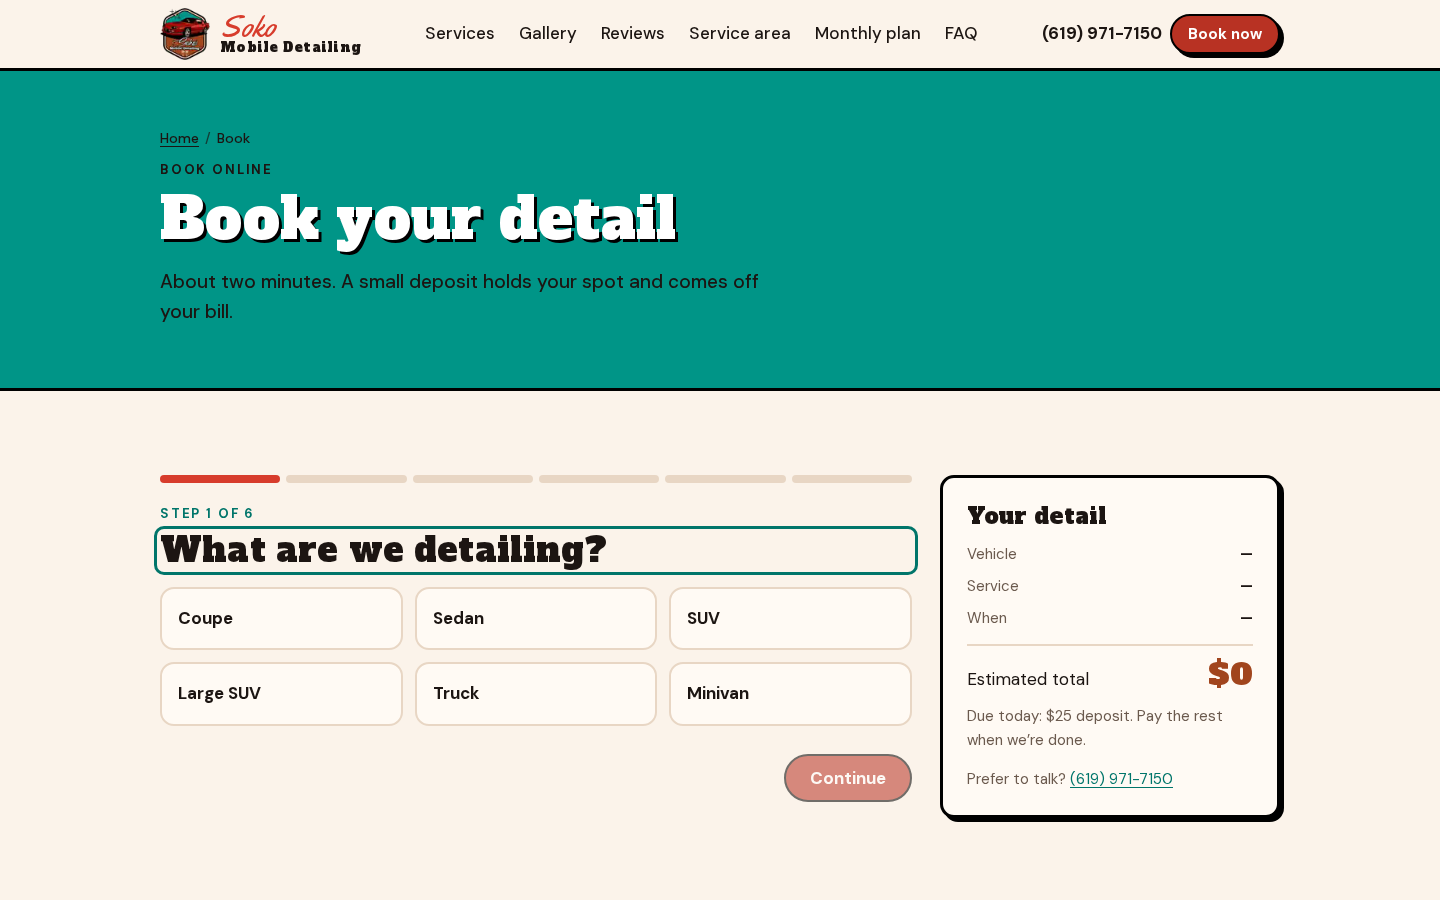 Soko
Mobile Detailing
Services
Gallery
Reviews
Service area
Monthly plan
FAQ
(619) 971-7150
Book now
Home / Book
BOOK ONLINE
Book your detail
About two minutes. A small deposit holds your spot and comes off
your bill.
STEP 1 OF 6
What are we detailing?
Coupe
Sedan
SUV
Large SUV
Truck
Minivan
Continue
Your detail
Vehicle –
Service –
When –
Estimated total $0
Due today: $25 deposit. Pay the rest
when we’re done.
Prefer to talk? (619) 971-7150